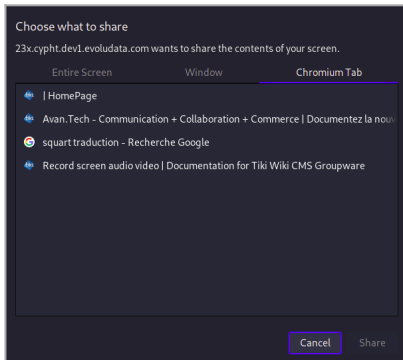 Choose what to share
23x.cypht.dev1.evoludata.com wants to share the contents of your screen.
Entire Screen Window Chromium Tab
| HomePage
Avan.Tech - Communication + Collaboration + Commerce | Documentez la nouv
squart traduction - Recherche Google
Record screen audio video | Documentation for Tiki Wiki CMS Groupware
Cancel Share